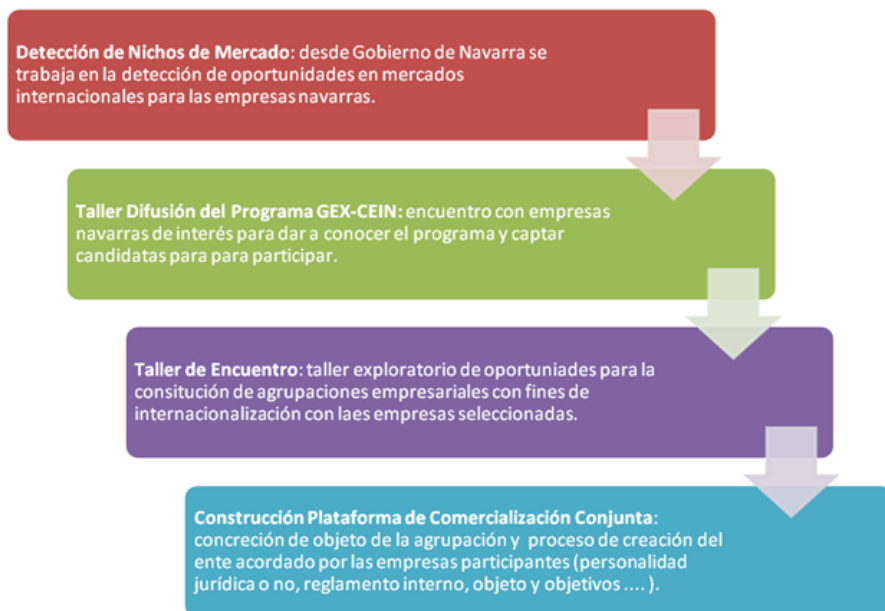 Detección de Nichos de Mercado: desde Gobierno de Navarra se
trabaja en la detección de oportunidades en mercados
internacionales para las empresas navarras.
Taller Difusión del Programa GEX-CEIN: encuentro con empresas
navarras de interés para dar a conocer el programa y captar
candidatas para para participar.
Taller de Encuentro: taller exploratorio de oportuniades para la
consitución de agrupaciones empresariales con fines de
internacionalización con laes empresas seleccionadas.
Construcción Plataforma de Comercialización Conjunta:
concreción de objeto de la agrupación y proceso de creación del
ente acordado por las empresas participantes (personalidad
jurídica o no, reglamento interno, objeto y objetivos .... ).